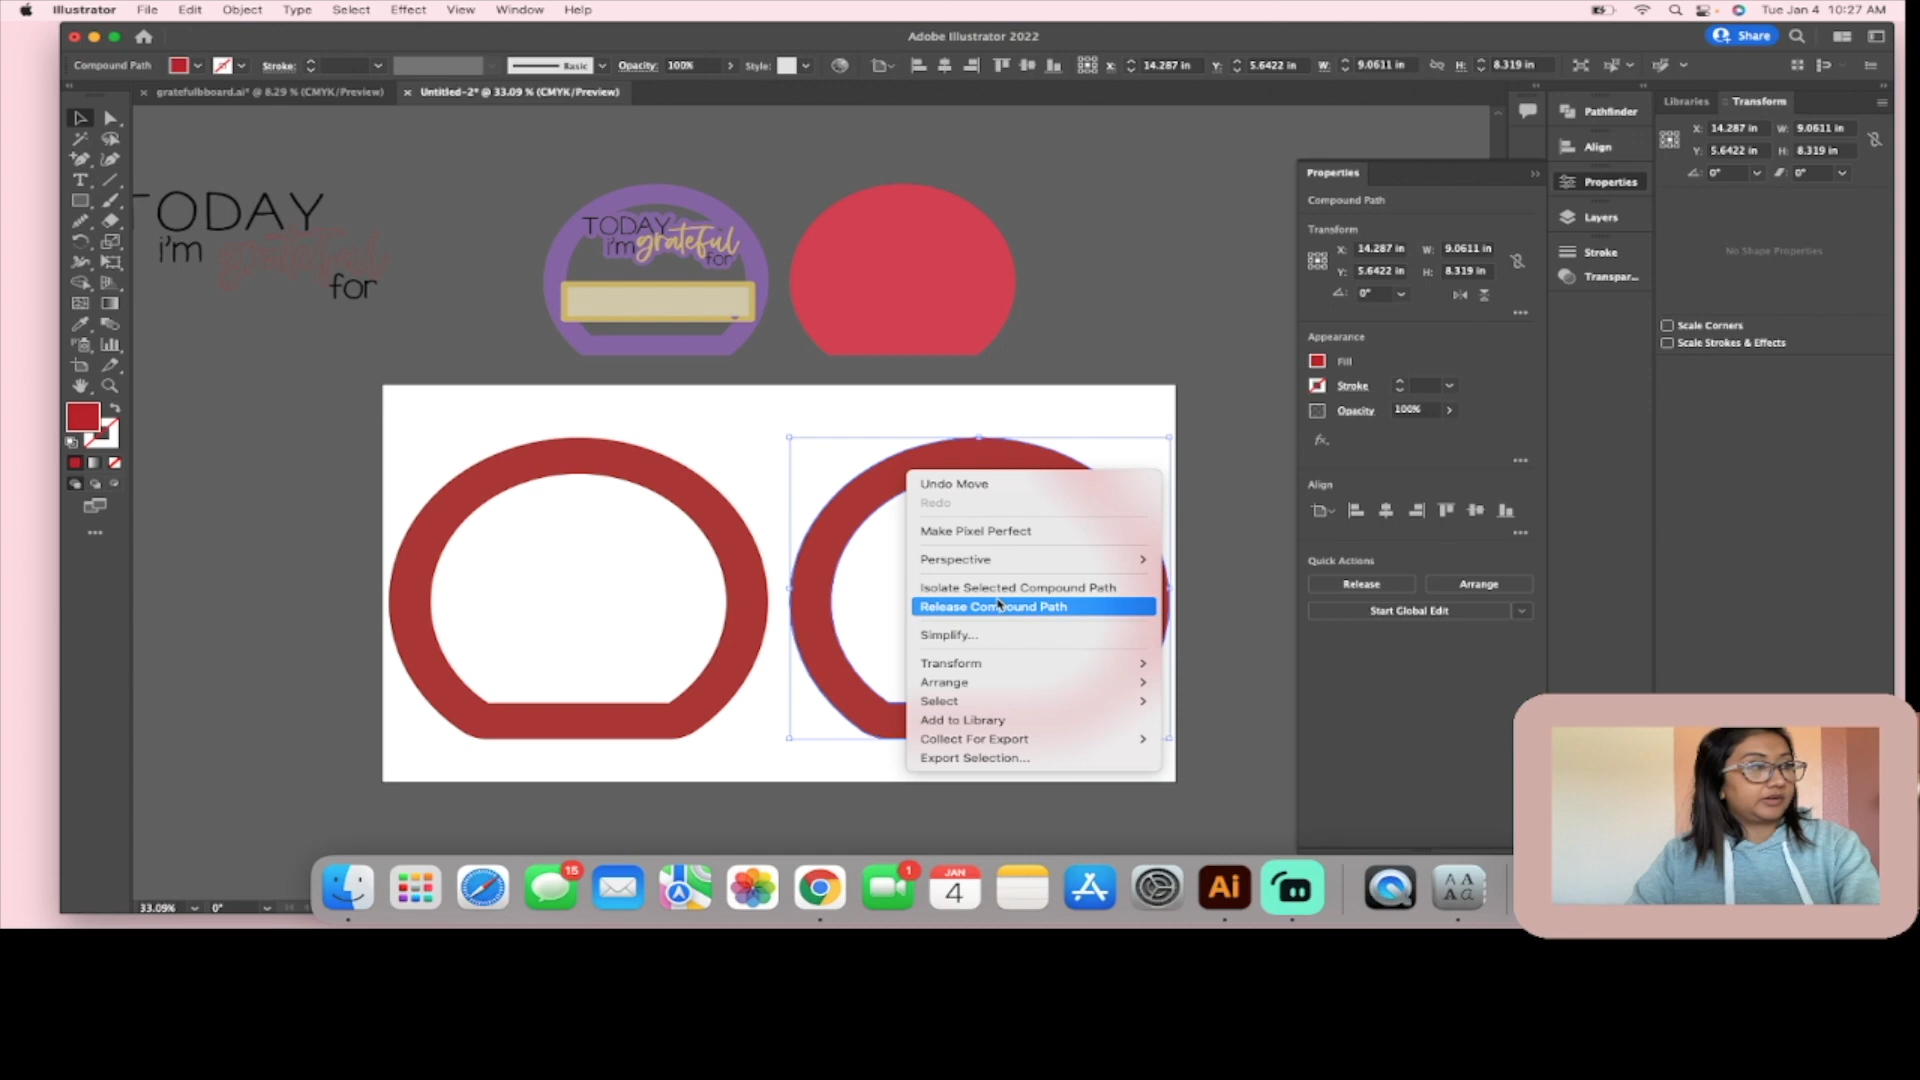 Illustrator File Edit Object Type Select Effect View Window Help Tue Jan 4 10:27 AM
Adobe Illustrator 2022 Share
Compound Path Stroke: Basic Opacity: 100% Style: X: 14.287 in Y: 5.6422 in W: 9.0611 in H: 8.319 in
gratefulbboard.ai* @ 8.29 % (CMYK/Preview) Untitled-2* @ 33.09 % (CMYK/Preview)
TODAY
i'm grateful
for
TODAY
i'm grateful
for
Undo Move
Redo
Make Pixel Perfect
Perspective
Isolate Selected Compound Path
Release Compound Path
Simplify...
Transform
Arrange
Select
Add to Library
Collect For Export
Export Selection...
Properties
Compound Path
Transform
X: 14.287 in W: 9.0611 in
Y: 5.6422 in H: 8.319 in
0°
Appearance
Fill
Stroke
Opacity 100%
fx.
Align
Quick Actions
Release Arrange
Start Global Edit
Pathfinder
Align
Properties
Layers
Stroke
Transpar...
Libraries Transform
X: 14.287 in W: 9.0611 in
Y: 5.6422 in H: 8.319 in
0° 0°
No Shape Properties
Scale Corners
Scale Strokes & Effects
15
1
JAN
4
Ai
33.09% 0°